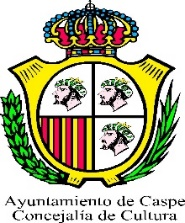 Ayuntamiento de Caspe
Concejalía de Cultura